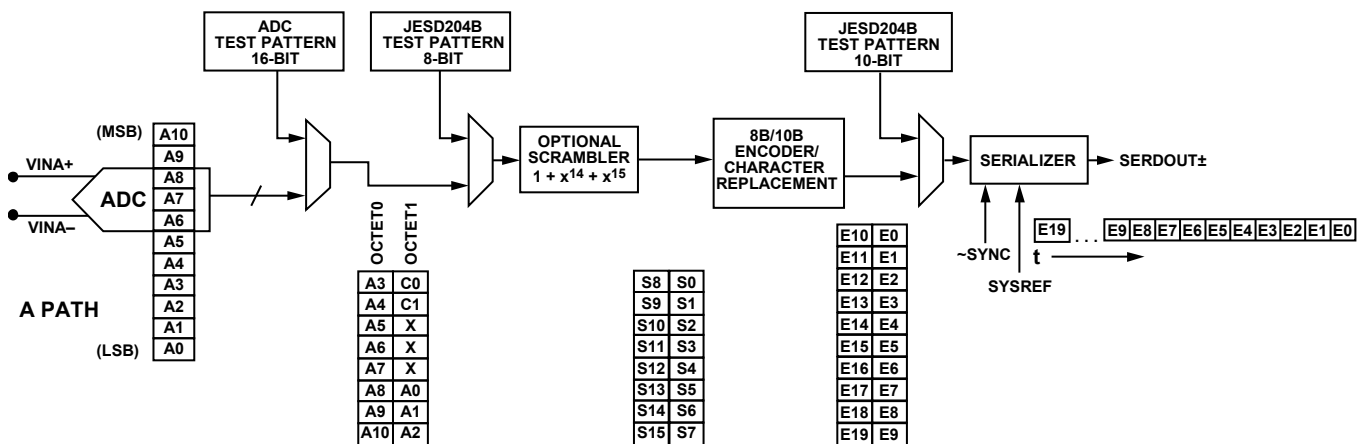 ADC
TEST PATTERN
16-BIT
JESD204B
TEST PATTERN
8-BIT
JESD204B
TEST PATTERN
10-BIT
(MSB)
A10
A9
A8
A7
A6
A5
A4
A3
A2
A1
A0
(LSB)
VINA+
VINA–
ADC
A PATH
OPTIONAL
SCRAMBLER
1 + x14 + x15
8B/10B
ENCODER/
CHARACTER
REPLACEMENT
SERIALIZER
SERDOUT±
~SYNC
SYSREF
t
E19 . . . E9 E8 E7 E6 E5 E4 E3 E2 E1 E0
OCTET0 OCTET1
A3 C0
A4 C1
A5 X
A6 X
A7 X
A8 A0
A9 A1
A10 A2
S8 S0
S9 S1
S10 S2
S11 S3
S12 S4
S13 S5
S14 S6
S15 S7
E10 E0
E11 E1
E12 E2
E13 E3
E14 E4
E15 E5
E16 E6
E17 E7
E18 E8
E19 E9